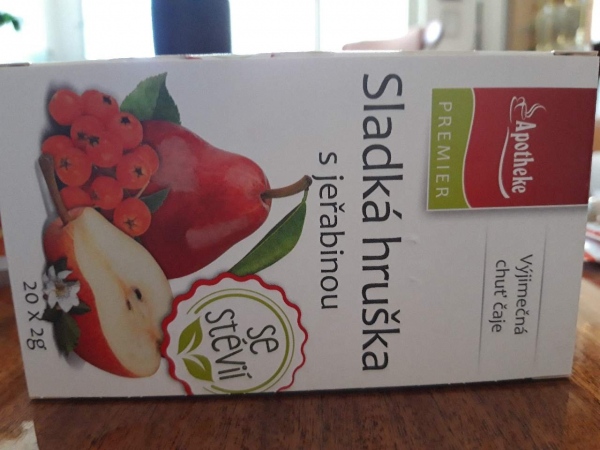 Apotheke
PREMIER
Výjimečná
chuť čaje
Sladká hruška
s jeřabinou
se
stévií
20 x 2g